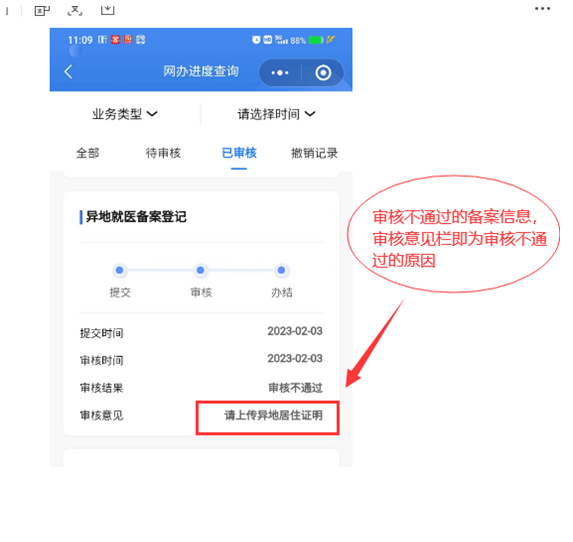 11:09
88%
网办进度查询
业务类型
请选择时间
全部
待审核
已审核
撤销记录
异地就医备案登记
提交
审核
办结
提交时间
2023-02-03
审核时间
2023-02-03
审核结果
审核不通过
审核意见
请上传异地居住证明
审核不通过的备案信息，
审核意见栏即为审核不通
过的原因